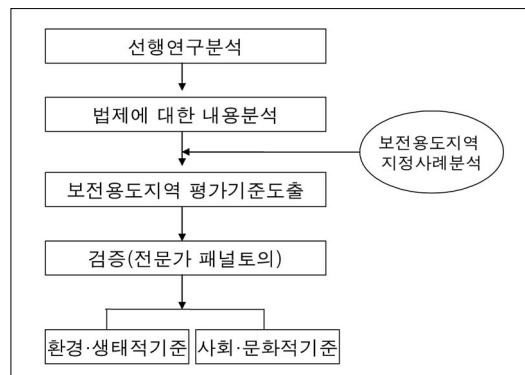 선행연구분석
법제에 대한 내용분석
보전용도지역
지정사례분석
보전용도지역 평가기준도출
검증(전문가 패널토의)
환경·생태적기준
사회·문화적기준